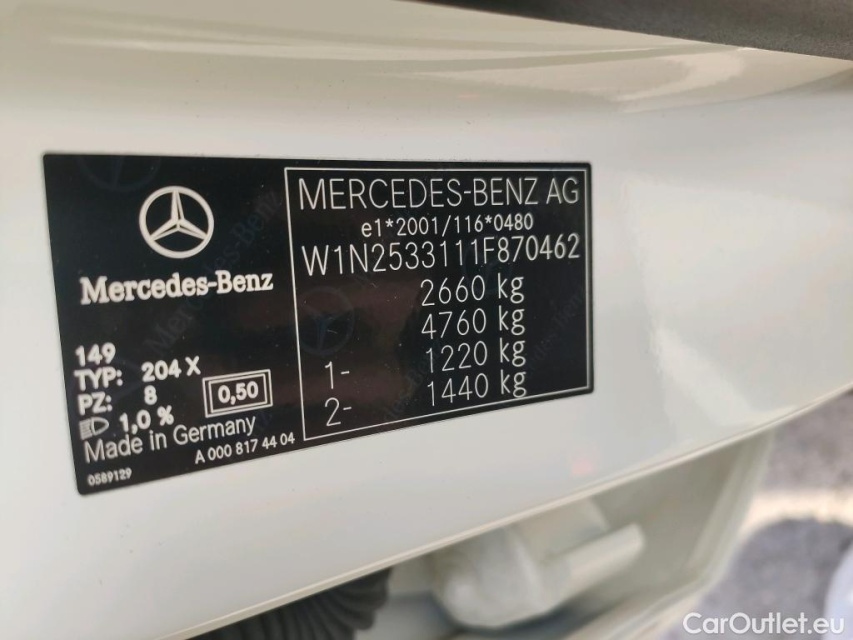 MERCEDES-BENZ AG
e1*2001/116*0480
W1N2533111F870462
2660 kg
4760 kg
1- 1220 kg
2- 1440 kg
Mercedes-Benz
149
TYP: 204 X
PZ: 8
0,50
1,0 %
Made in Germany
A 000 817 44 04
0589129
CarOutlet.eu